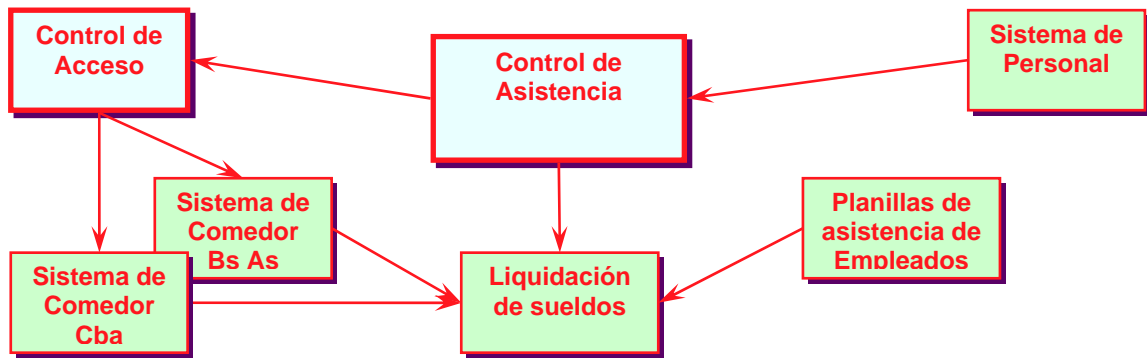 Control de
Acceso
Control de
Asistencia
Sistema de
Personal
Sistema de
Comedor
Bs As
Planillas de
asistencia de
Empleados
Sistema de
Comedor
Cba
Liquidación
de sueldos